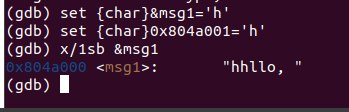 (gdb) set {char}&msg1='h'
(gdb) set {char}0x804a001='h'
(gdb) x/1sb &msg1
0x804a000 <msg1>:       "hhllo, "
(gdb)